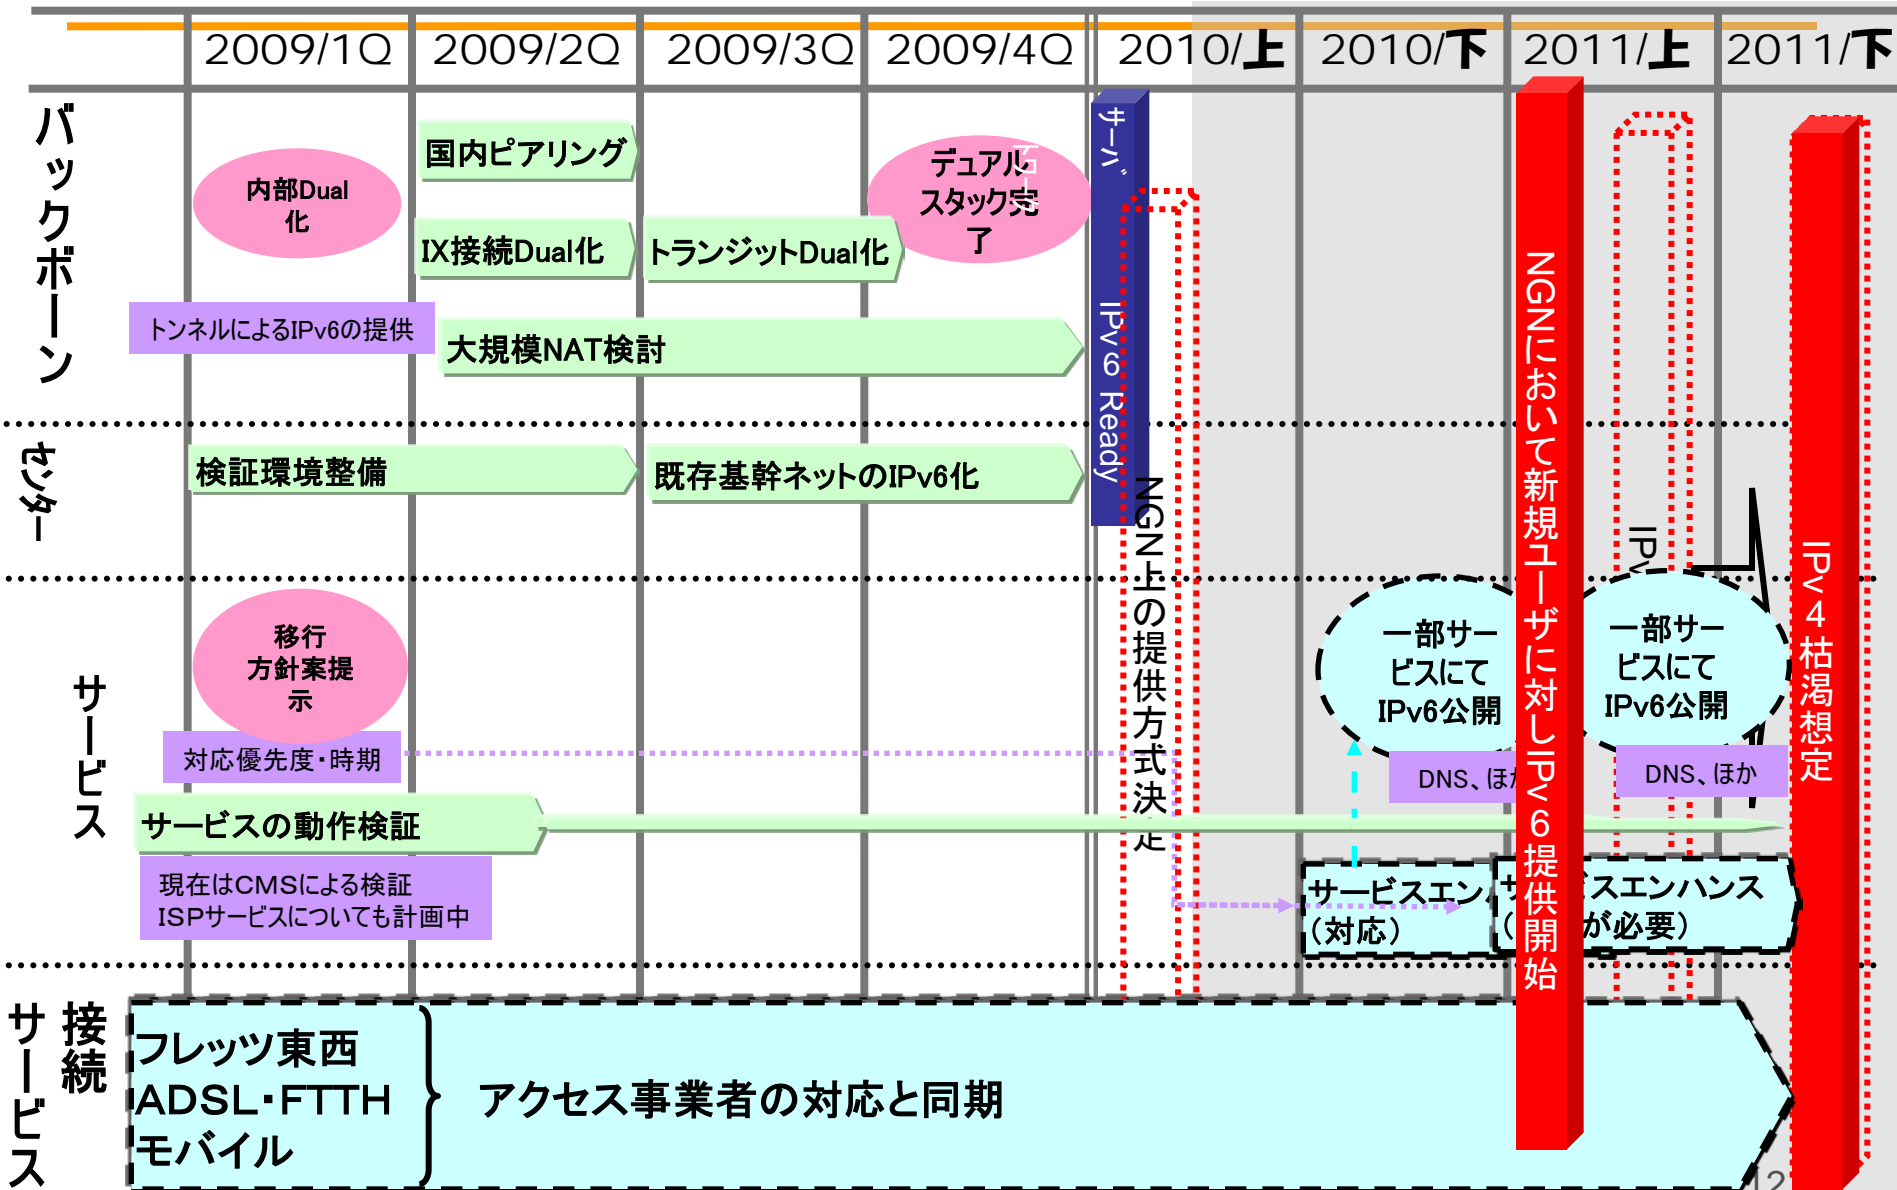 2009/1Q 2009/2Q 2009/3Q 2009/4Q 2010/上 2010/下 2011/上 2011/下
バックボーン
内部Dual
化
国内ピアリング
IX接続Dual化
トランジットDual化
デュアル
スタック完
了
トンネルによるIPv6の提供
大規模NAT検討
サーバ
IPv6 Ready
センター
検証環境整備
既存基幹ネットのIPv6化
NGN上の提供方式決定
NGNにおいて新規ユーザに対しIPv6提供開始
IPv
IPv4枯渇想定
サービス
移行
方針案提
示
対応優先度・時期
一部サー
ビスにて
IPv6公開
DNS、ほか
一部サー
ビスにて
IPv6公開
DNS、ほか
サービスの動作検証
現在はCMSによる検証
ISPサービスについても計画中
サービスエン
（対応）
サービスエンハンス
が必要）
接続
サービス
フレッツ東西
ADSL・FTTH
モバイル
アクセス事業者の対応と同期
12